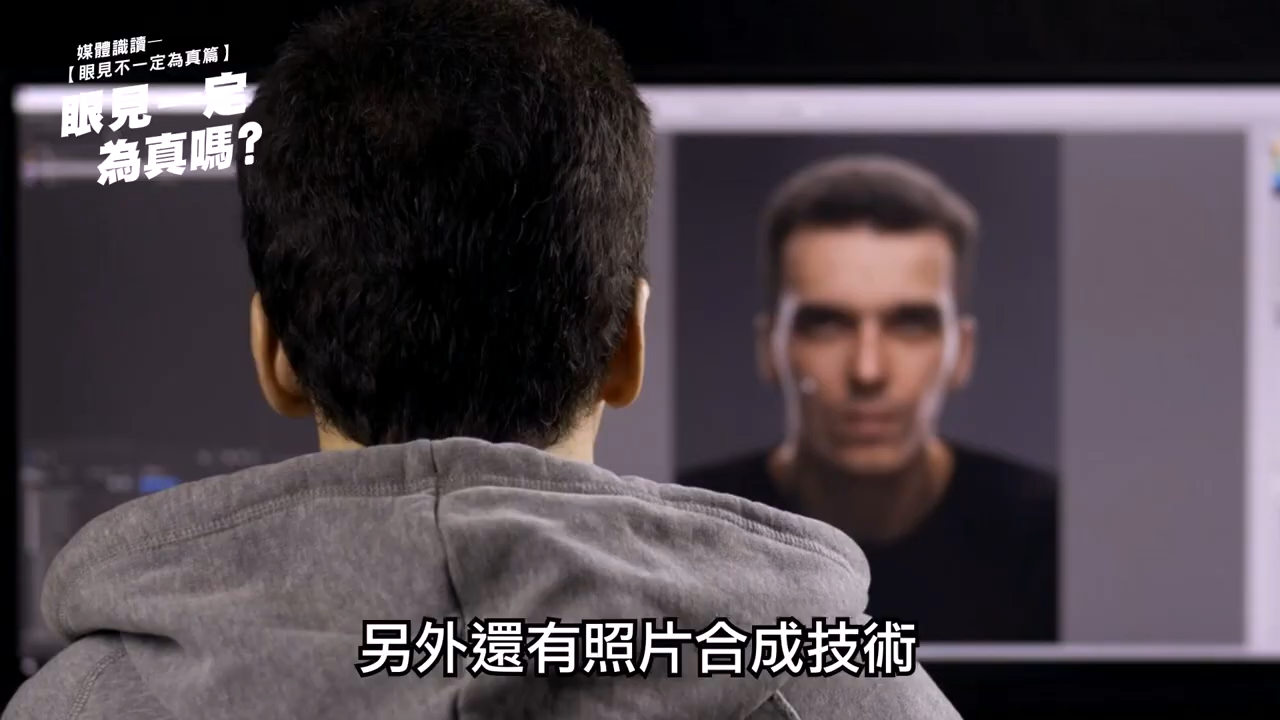 媒體識讀—
【眼見不一定為真篇】
眼見一定
為真嗎?
另外還有照片合成技術